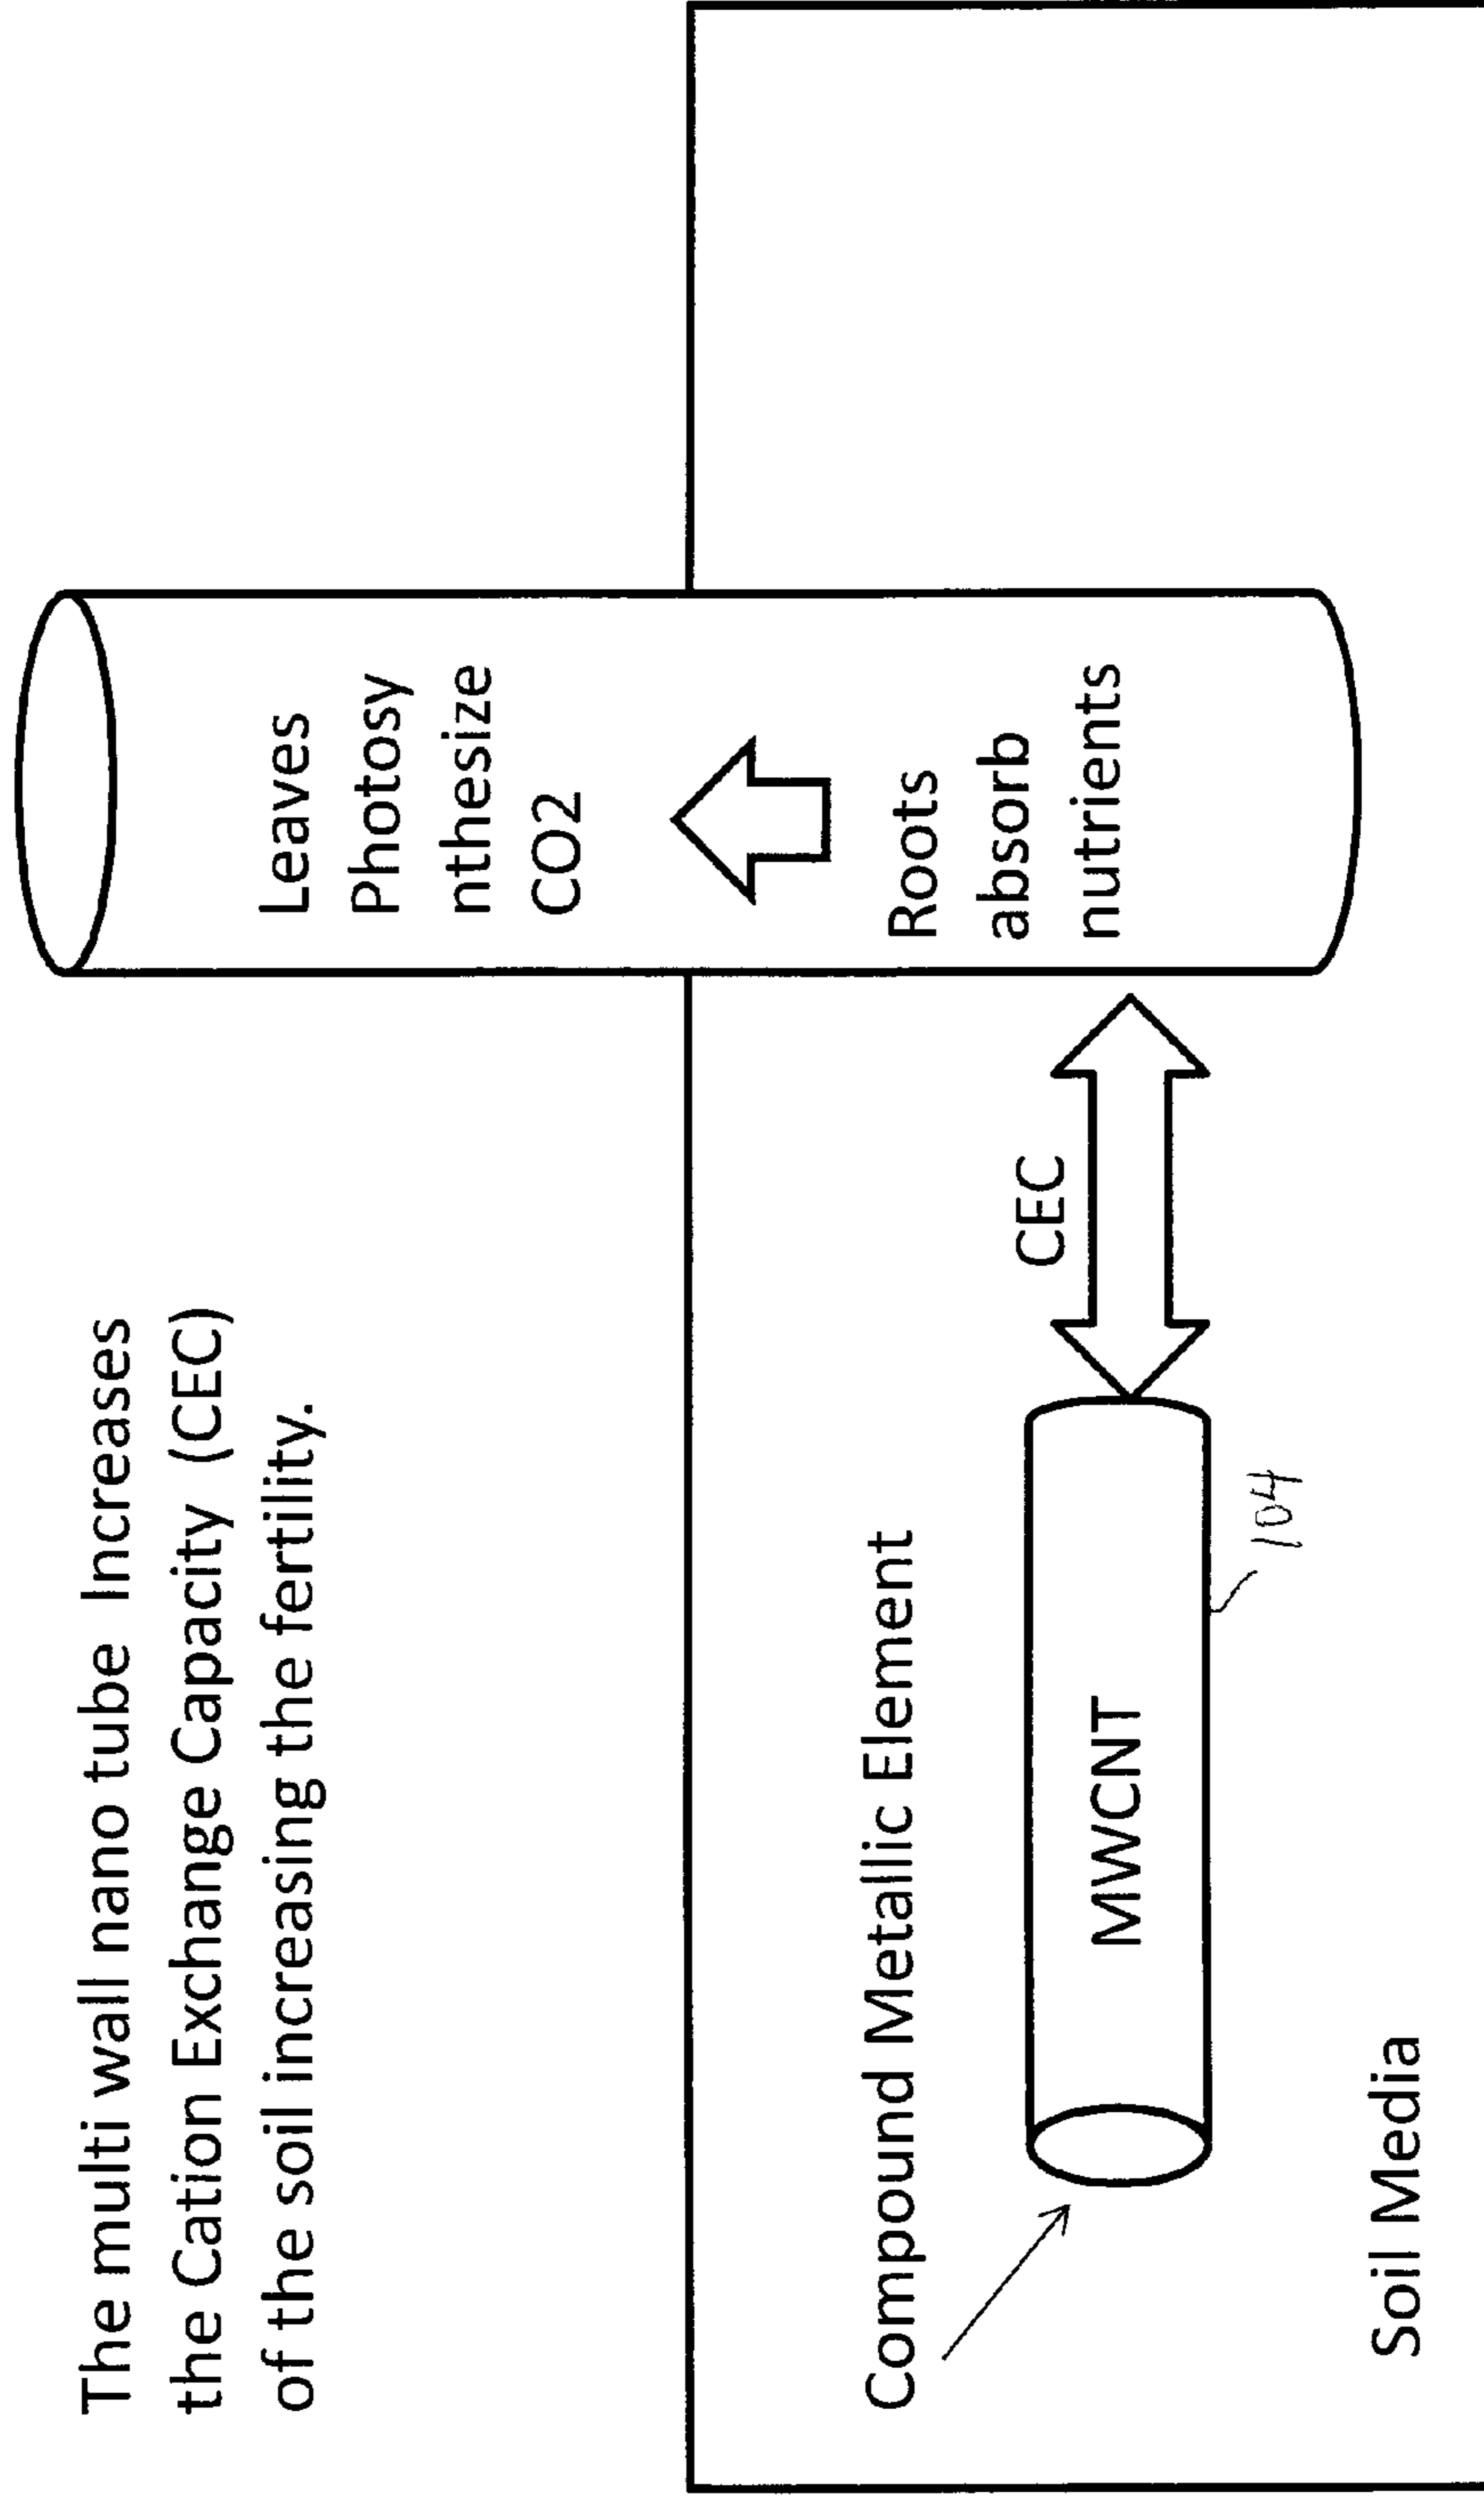 The multi wall nano tube Increases
the Cation Exchange Capacity (CEC)
of the soil increasing the fertility.
Leaves
Photosy
nthesize
CO2
Roots
absorb
nutrients
CEC
Compound Metallic Element
MWCNT
104
Soil Media